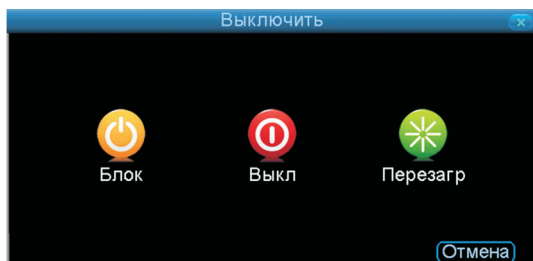 Выключить
Блок Выкл Перезагр
Отмена